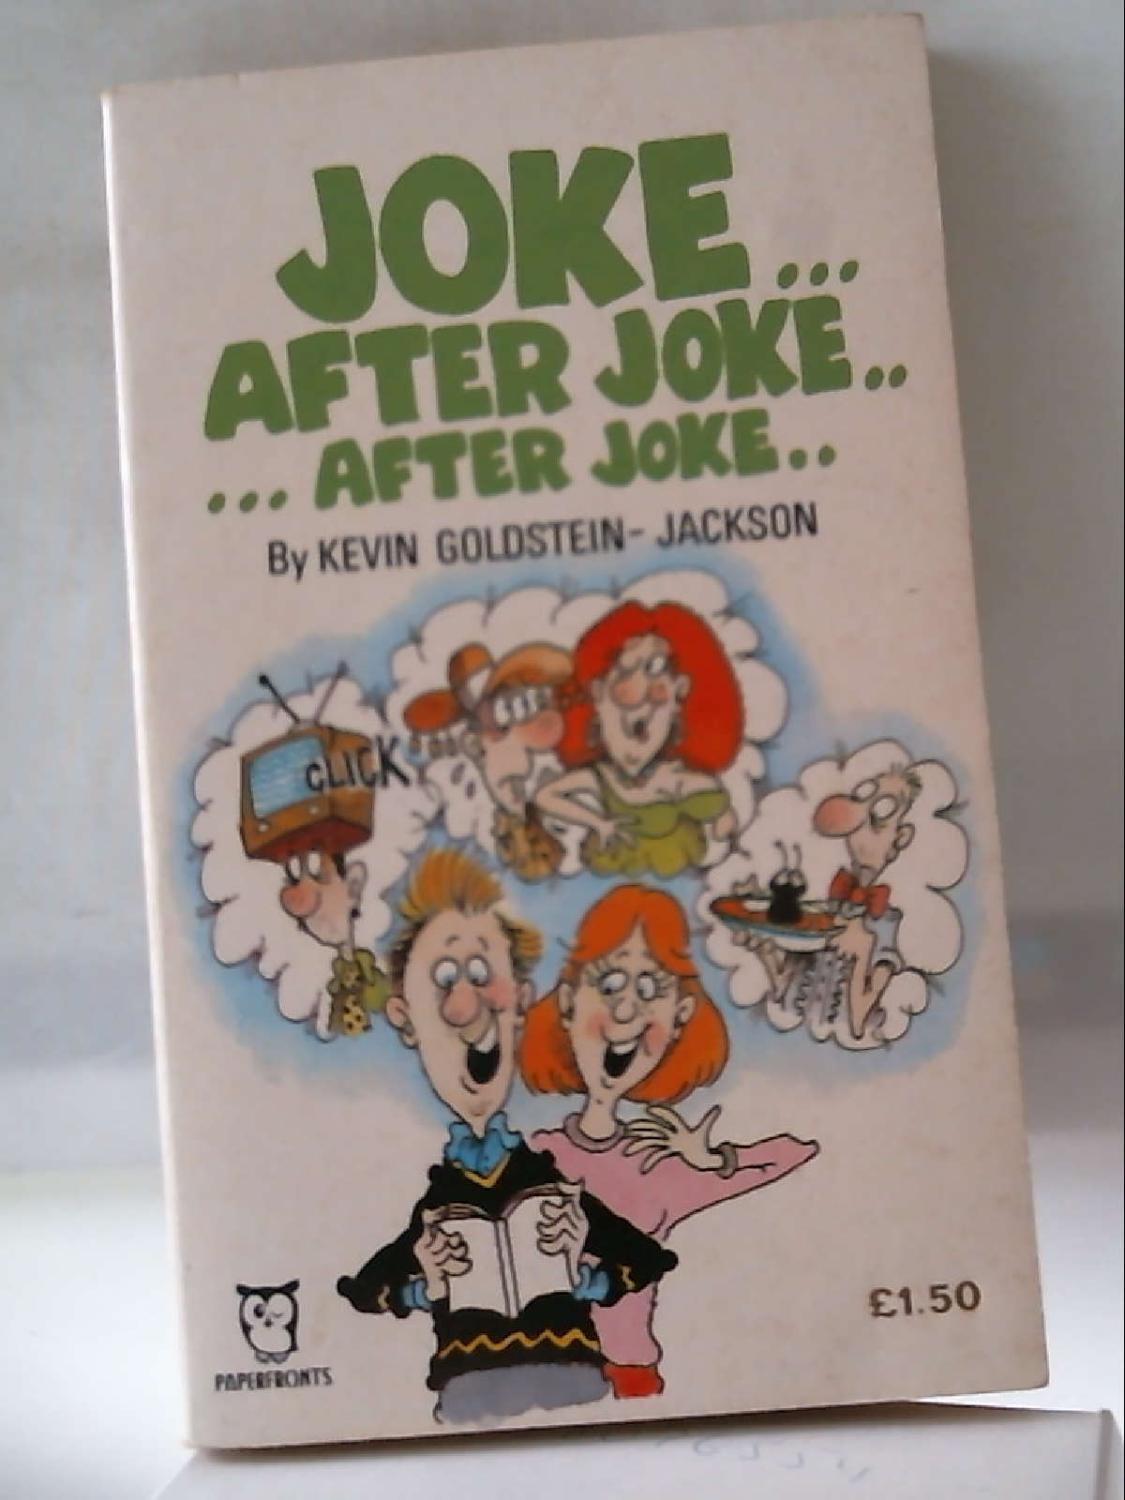 JOKE...
AFTER JOKE..
...AFTER JOKE..
By KEVIN GOLDSTEIN-JACKSON
CLICK
£1.50
PAPERFRONTS